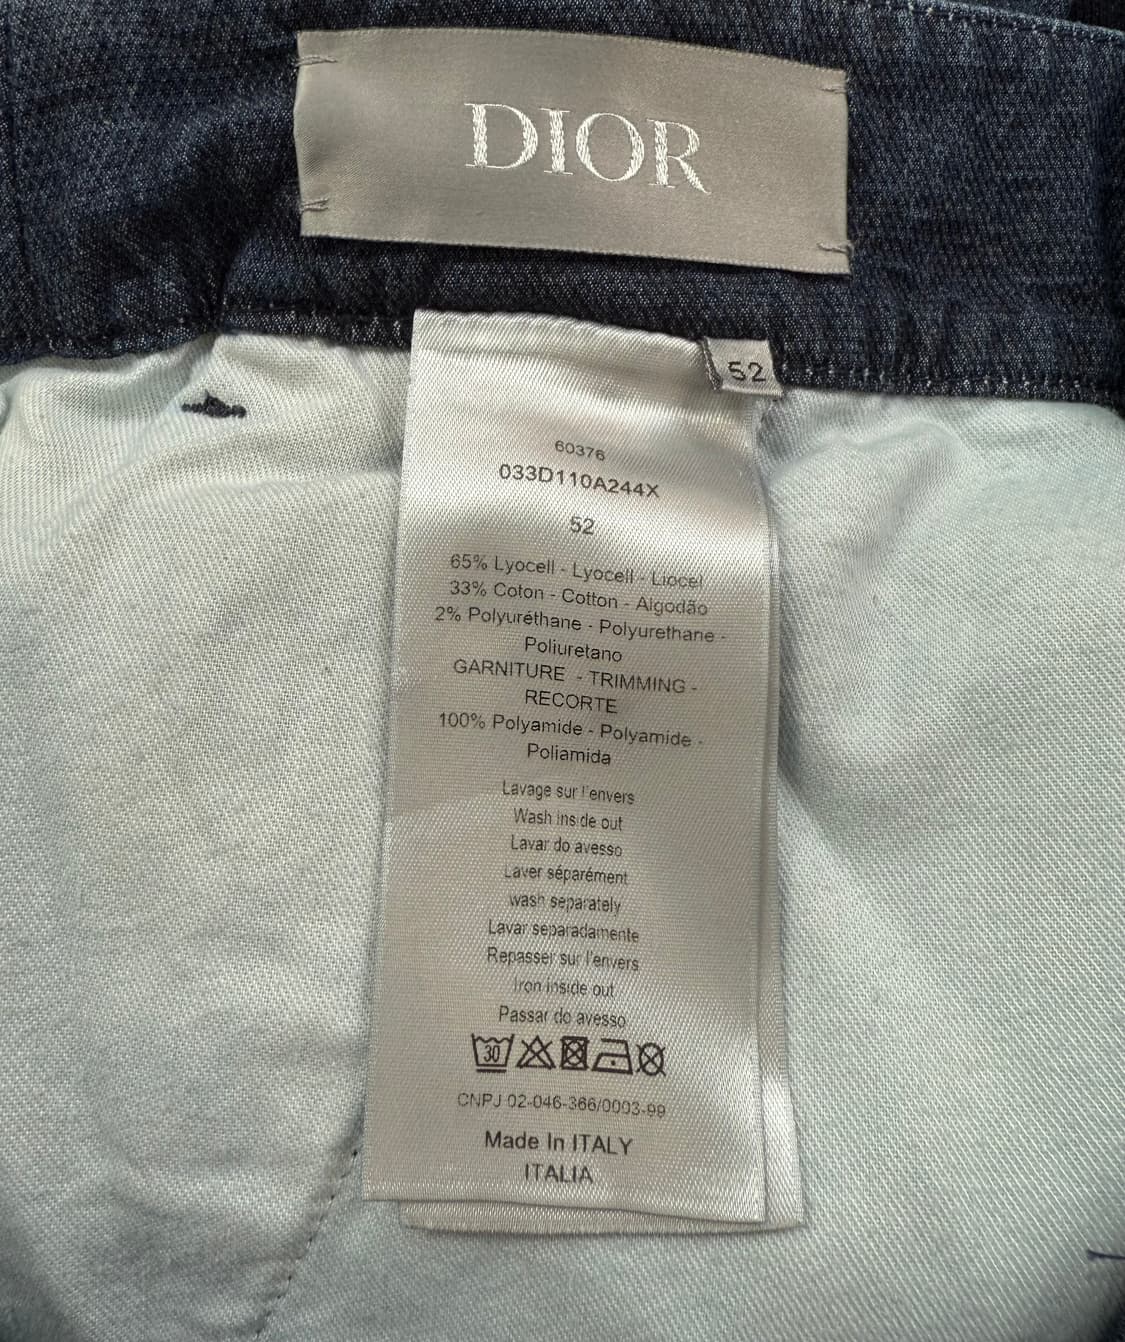 DIOR
52
60376
033D110A244X
52
65% Lyocell - Lyocell - Liocel
33% Coton - Cotton - Algodão
2% Polyuréthane - Polyurethane -
Poliuretano
GARNITURE - TRIMMING -
RECORTE
100% Polyamide - Polyamide -
Poliamida
Lavage sur l'envers
Wash inside out
Lavar do avesso
Laver séparément
wash separately
Lavar separadamente
Repasser sur l'envers
Iron inside out
Passar do avesso
30
CNPJ 02-046-366/0003-99
Made In ITALY
ITALIA